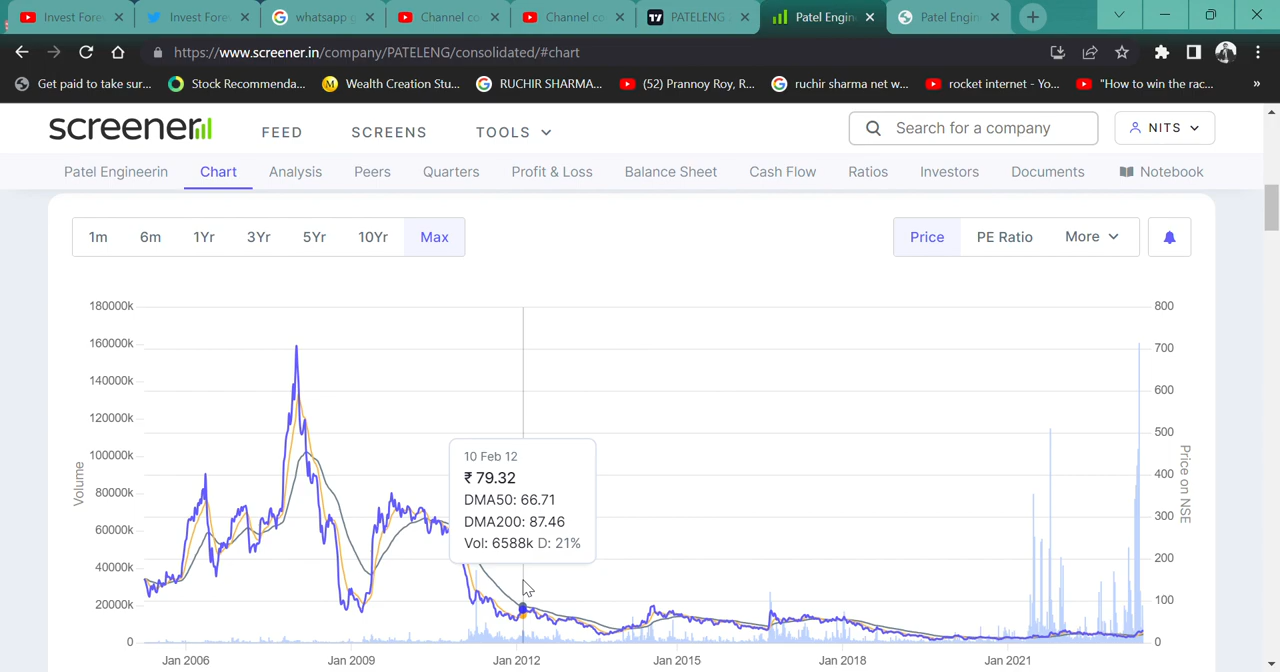 Invest Fore
Invest Fore
whatsapp g
Channel co
Channel co
PATELENG
Patel Engin
Patel Engin
https://www.screener.in/company/PATELENG/consolidated/#chart
Get paid to take sur...
Stock Recommenda...
Wealth Creation Stu...
RUCHIR SHARMA...
(52) Prannoy Roy, R...
ruchir sharma net w...
rocket internet - Yo...
"How to win the rac...
»
screener
FEED
SCREENS
TOOLS
Search for a company
NITS
Patel Engineerin
Chart
Analysis
Peers
Quarters
Profit & Loss
Balance Sheet
Cash Flow
Ratios
Investors
Documents
Notebook
1m
6m
1Yr
3Yr
5Yr
10Yr
Max
Price
PE Ratio
More
180000k
160000k
140000k
120000k
100000k
80000k
60000k
40000k
20000k
0
Volume
10 Feb 12
₹ 79.32
DMA50: 66.71
DMA200: 87.46
Vol: 6588k D: 21%
800
700
600
500
400
300
200
100
0
Price on NSE
Jan 2006
Jan 2009
Jan 2012
Jan 2015
Jan 2018
Jan 2021